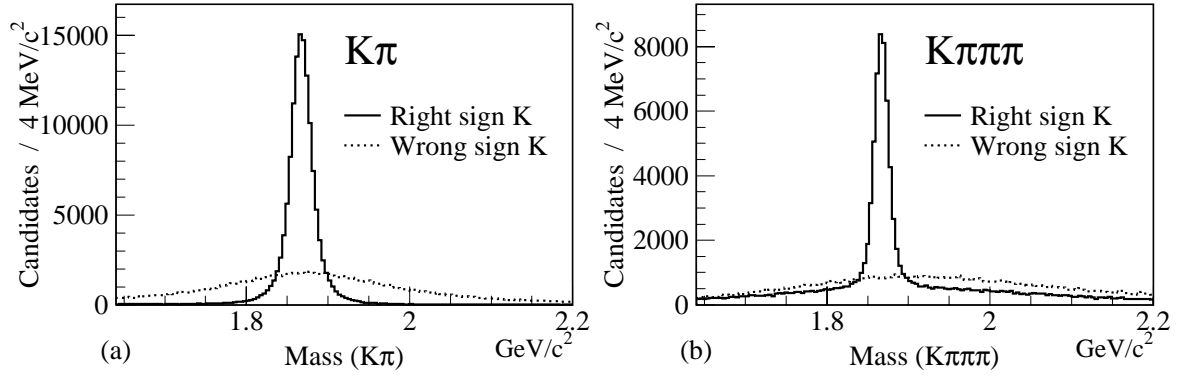 Candidates / 4 MeV/c²
15000
10000
5000
0
Kπ
Right sign K
Wrong sign K
1.8
2
2.2
(a)
Mass (Kπ)
GeV/c²
Candidates / 4 MeV/c²
8000
6000
4000
2000
0
Kπππ
Right sign K
Wrong sign K
1.8
2
2.2
(b)
Mass (Kπππ)
GeV/c²